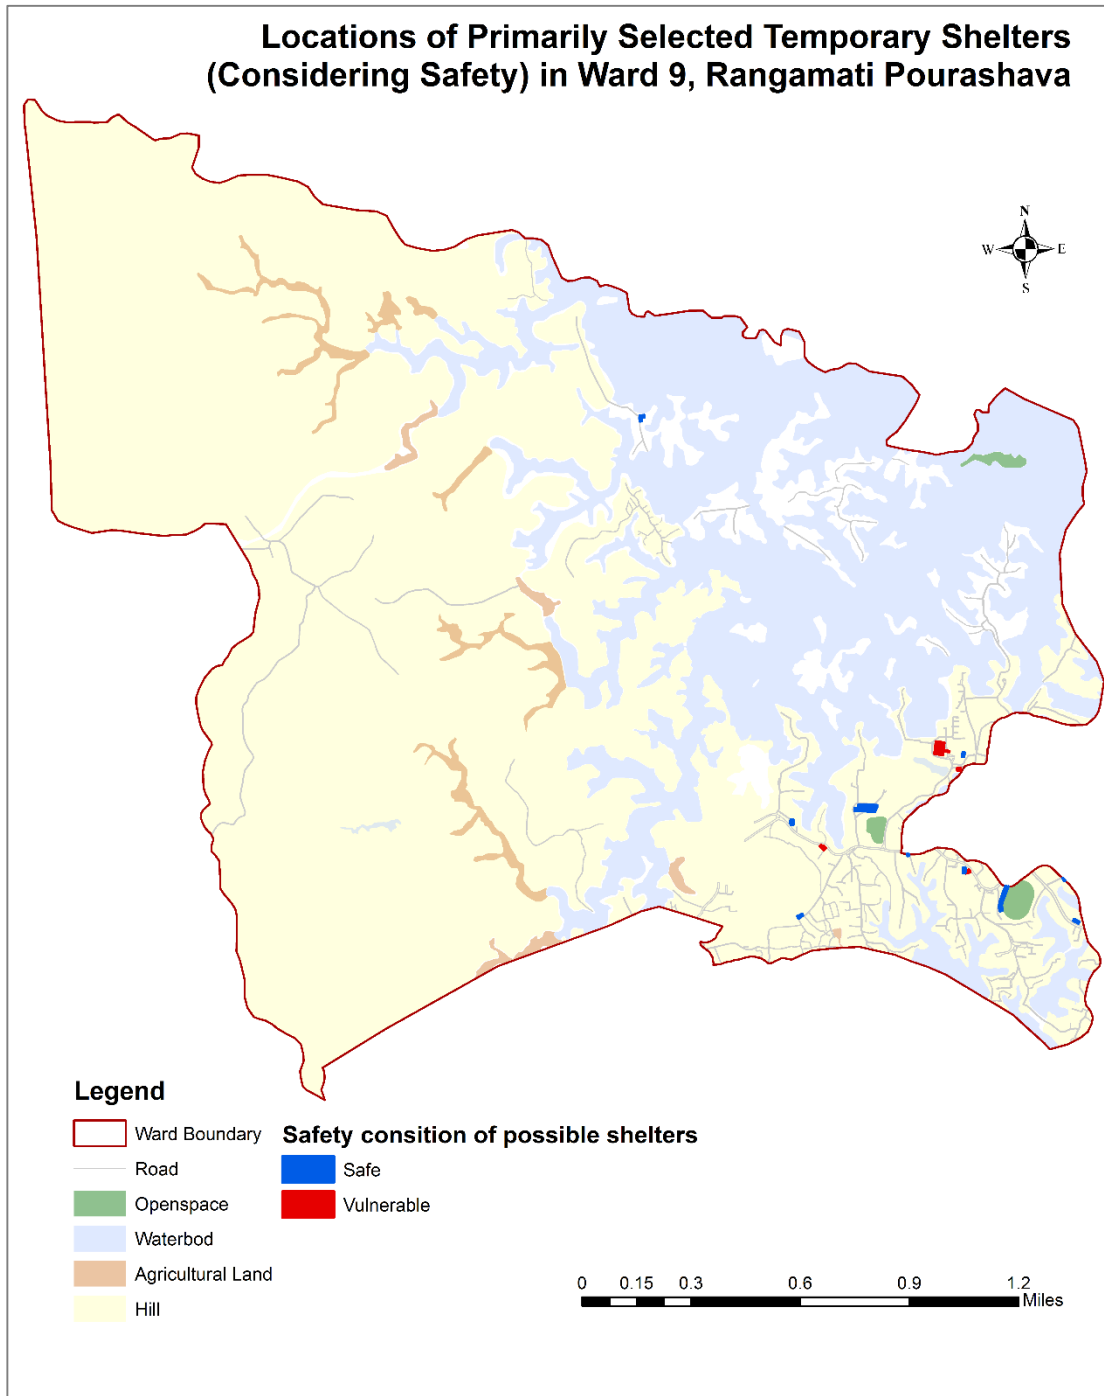 Locations of Primarily Selected Temporary Shelters
(Considering Safety) in Ward 9, Rangamati Pourashava
N
W
E
S
Legend
Ward Boundary
Road
Openspace
Waterbod
Agricultural Land
Hill
Safety consition of possible shelters
Safe
Vulnerable
0 0.15 0.3 0.6 0.9 1.2
Miles